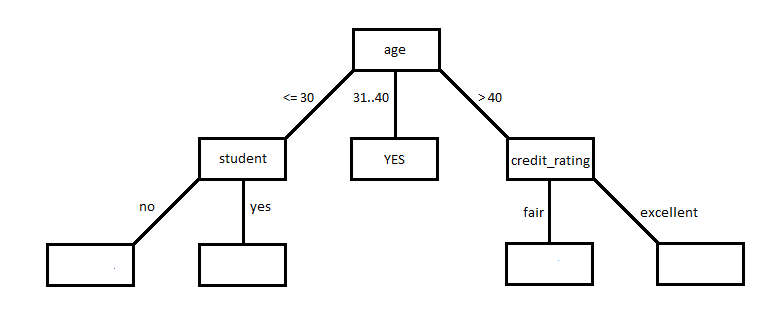 age
<= 30
31..40
> 40
student
YES
credit_rating
no
yes
fair
excellent